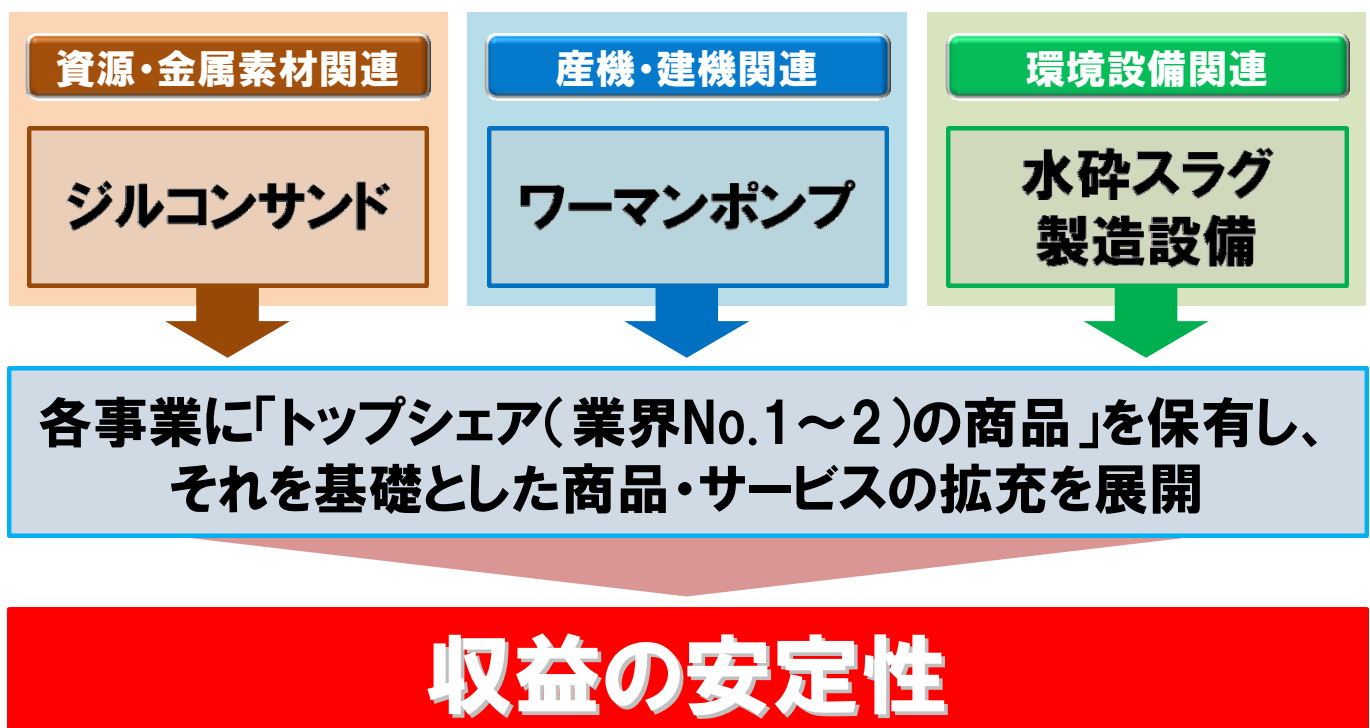 資源・金属素材関連
産機・建機関連
環境設備関連
ジルコンサンド
ワーマンポンプ
水砕スラグ
製造設備
各事業に「トップシェア(業界No.1～2)の商品」を保有し、
それを基礎とした商品・サービスの拡充を展開
収益の安定性